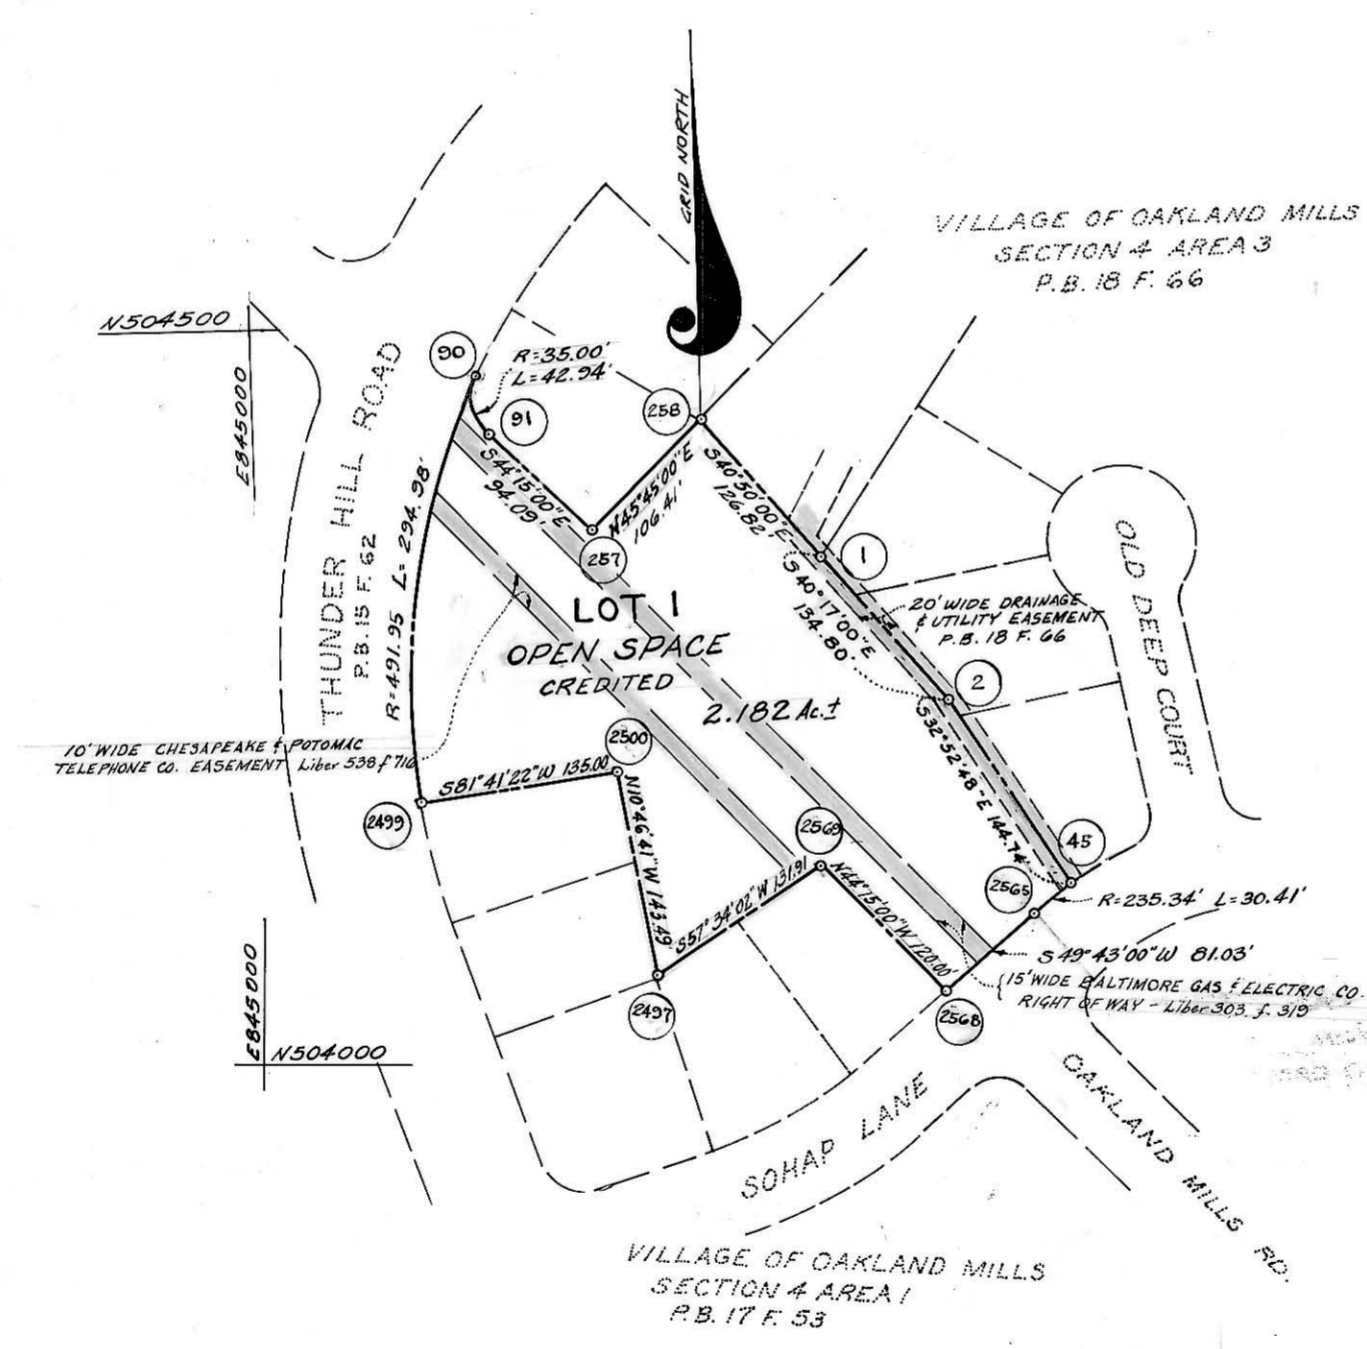 GRID NORTH
VILLAGE OF OAKLAND MILLS
SECTION 4 AREA 3
P.B. 18 F. 66
N504500
E845000
90
R=35.00'
L=42.94'
91
258
S44°15'00"E
94.09'
N45°45'00"E
106.41'
257
S40°50'00"E
126.82'
1
S40°17'00"E
134.80'
20' WIDE DRAINAGE
& UTILITY EASEMENT
P.B. 18 F. 66
2
OLD DEEP COURT
THUNDER HILL ROAD
P.B. 15 F. 62
R=491.95 L=294.98'
LOT 1
OPEN SPACE
CREDITED
2.182 Ac.±
10' WIDE CHESAPEAKE & POTOMAC
TELEPHONE CO. EASEMENT Liber 538 f 716
2500
S81°41'22"W 135.00
2499
N10°46'41"W 143.49'
2569
S32°52'48"E 144.74'
45
2565
R=235.34' L=30.41'
S57°34'02"W 131.91
N44°15'00"W 120.00'
S49°43'00"W 81.03'
15' WIDE BALTIMORE GAS & ELECTRIC CO.
RIGHT OF WAY - Liber 303 f. 319
2497
2568
E845000
N504000
SOHAP LANE
OAKLAND MILLS RD.
VILLAGE OF OAKLAND MILLS
SECTION 4 AREA 1
P.B. 17 F. 53